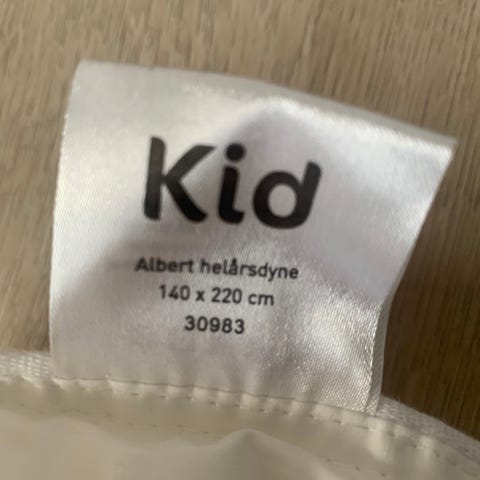 Kid
Albert helårsdyne
140 x 220 cm
30983